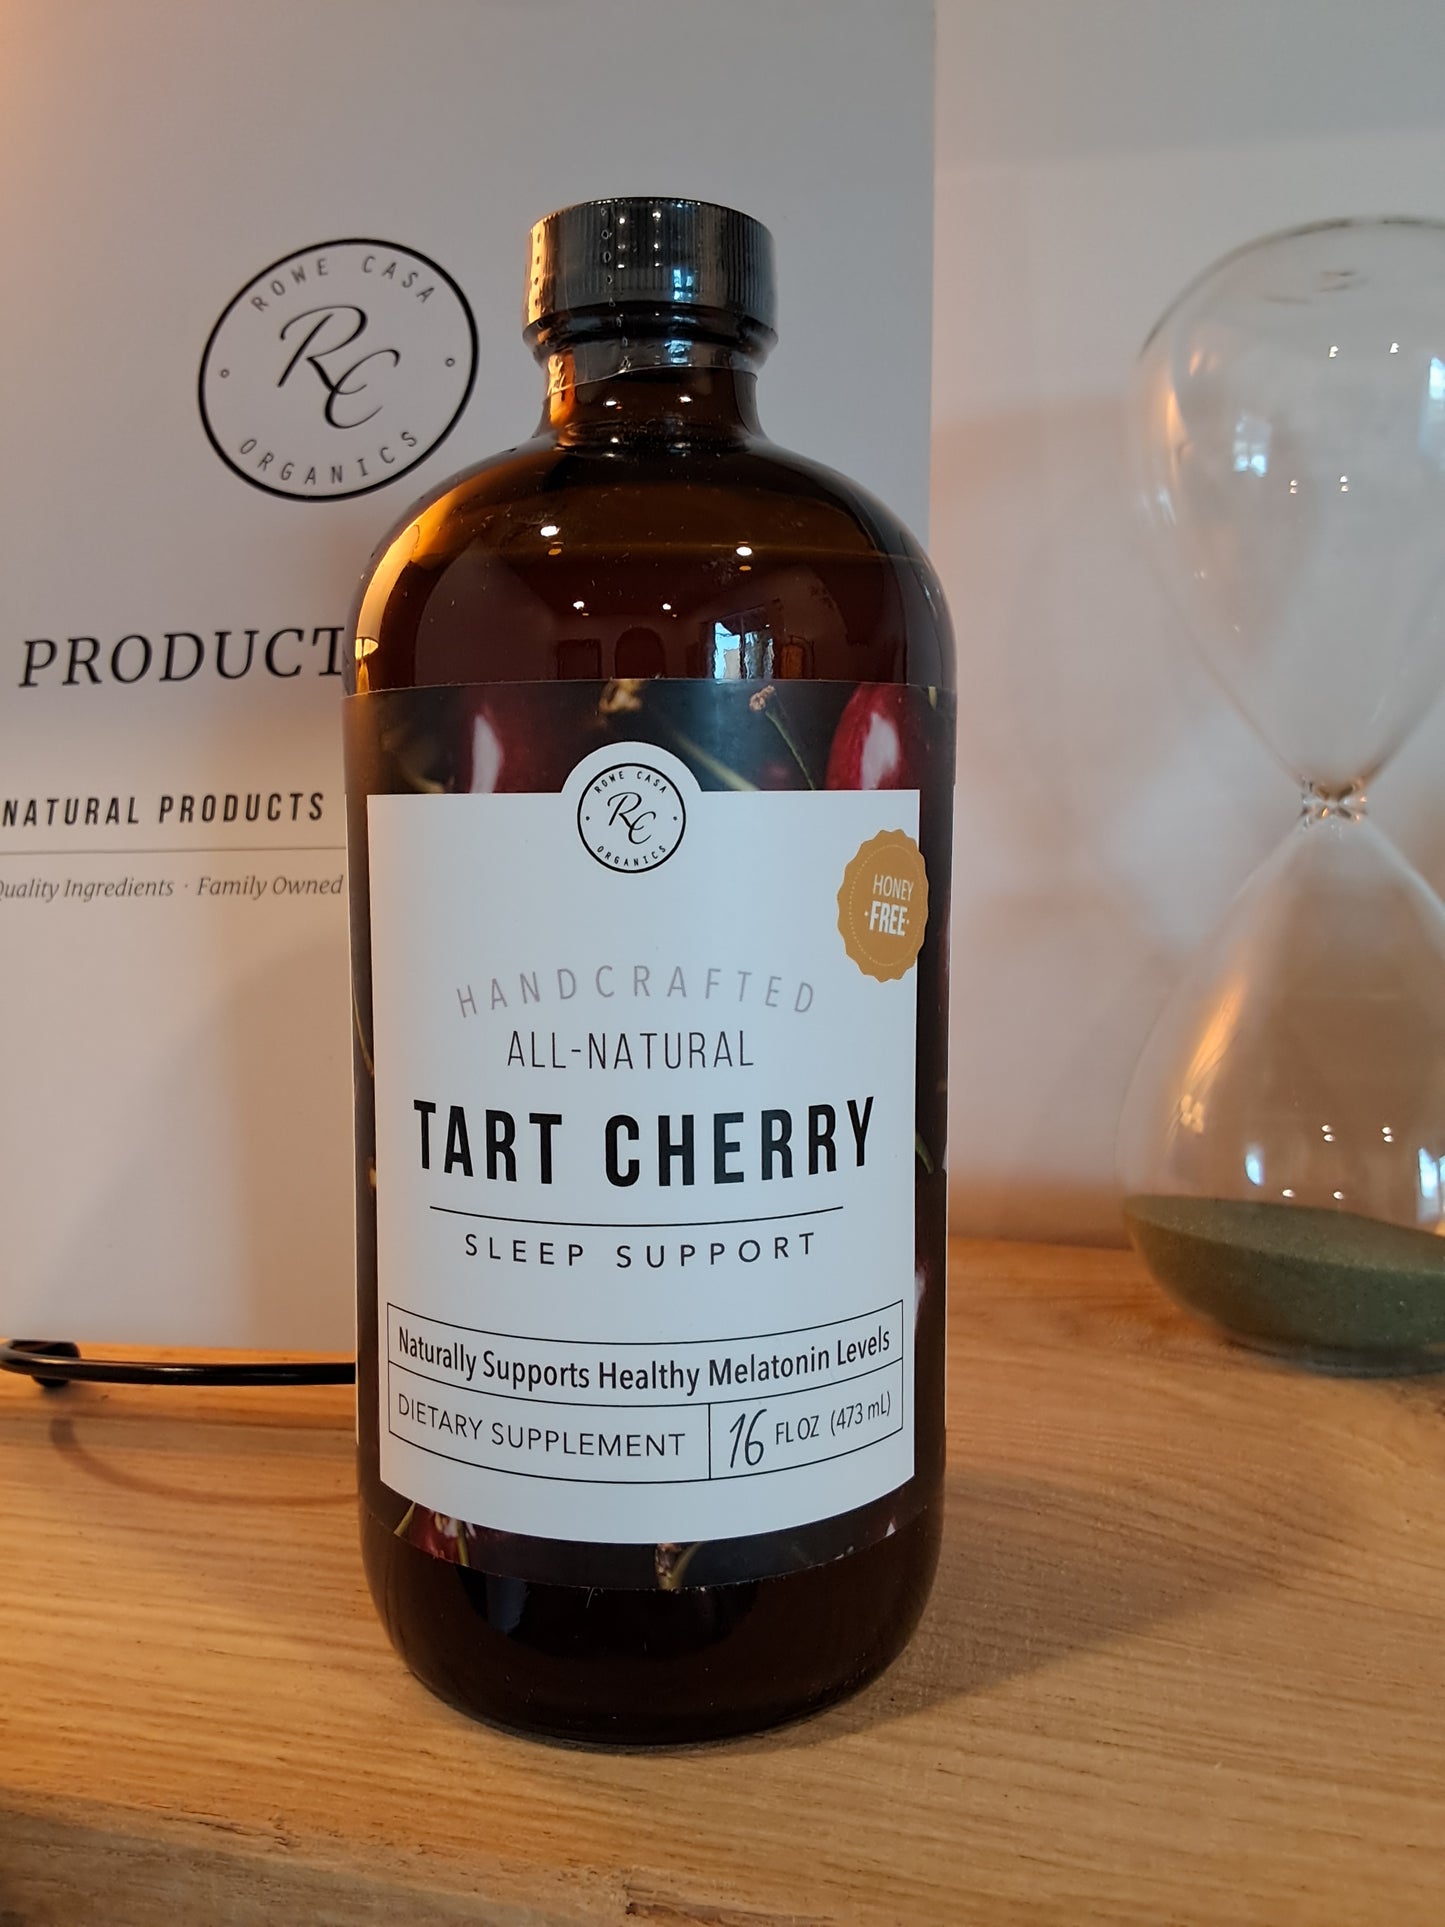 ROWE CASA
RC
ORGANICS
PRODUCT
NATURAL PRODUCTS
Quality Ingredients · Family Owned
ROWE CASA
RC
ORGANICS
HONEY
·FREE·
HANDCRAFTED
ALL-NATURAL
TART CHERRY
SLEEP SUPPORT
Naturally Supports Healthy Melatonin Levels
DIETARY SUPPLEMENT
16 FL OZ (473 mL)